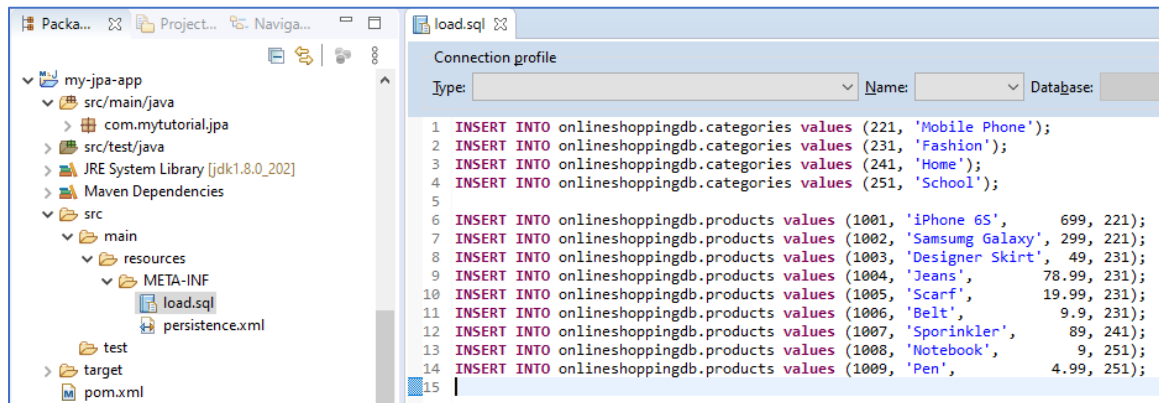 Packa... Project... Naviga...
my-jpa-app
src/main/java
com.mytutorial.jpa
src/test/java
JRE System Library [jdk1.8.0_202]
Maven Dependencies
src
main
resources
META-INF
load.sql
persistence.xml
test
target
pom.xml
load.sql
Connection profile
Type: Name: Database:
1 INSERT INTO onlineshoppingdb.categories values (221, 'Mobile Phone');
2 INSERT INTO onlineshoppingdb.categories values (231, 'Fashion');
3 INSERT INTO onlineshoppingdb.categories values (241, 'Home');
4 INSERT INTO onlineshoppingdb.categories values (251, 'School');
5
6 INSERT INTO onlineshoppingdb.products values (1001, 'iPhone 6S', 699, 221);
7 INSERT INTO onlineshoppingdb.products values (1002, 'Samsumg Galaxy', 299, 221);
8 INSERT INTO onlineshoppingdb.products values (1003, 'Designer Skirt', 49, 231);
9 INSERT INTO onlineshoppingdb.products values (1004, 'Jeans', 78.99, 231);
10 INSERT INTO onlineshoppingdb.products values (1005, 'Scarf', 19.99, 231);
11 INSERT INTO onlineshoppingdb.products values (1006, 'Belt', 9.9, 231);
12 INSERT INTO onlineshoppingdb.products values (1007, 'Sporinkler', 89, 241);
13 INSERT INTO onlineshoppingdb.products values (1008, 'Notebook', 9, 251);
14 INSERT INTO onlineshoppingdb.products values (1009, 'Pen', 4.99, 251);
15